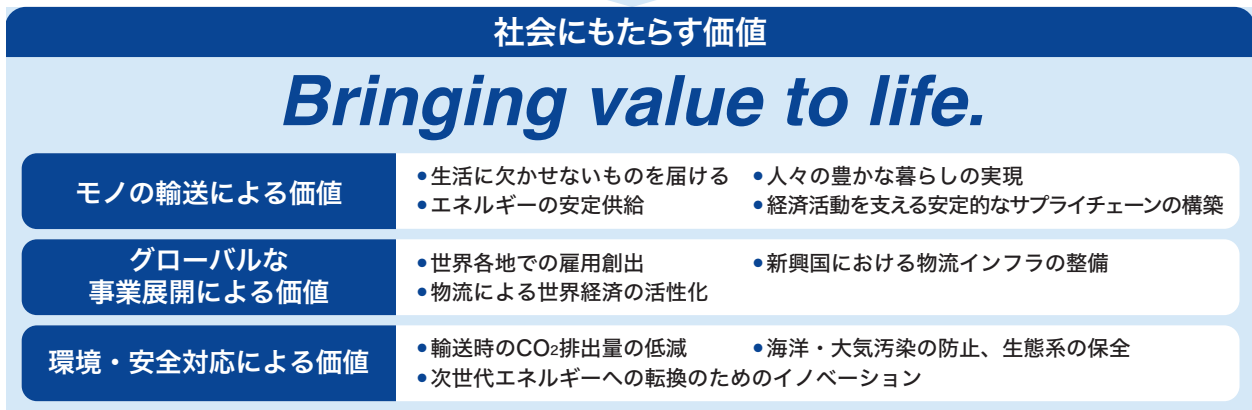 社会にもたらす価値
Bringing value to life.
モノの輸送による価値
•生活に欠かせないものを届ける •人々の豊かな暮らしの実現
•エネルギーの安定供給 •経済活動を支える安定的なサプライチェーンの構築
グローバルな
事業展開による価値
•世界各地での雇用創出 •新興国における物流インフラの整備
•物流による世界経済の活性化
環境・安全対応による価値
•輸送時のCO2排出量の低減 •海洋・大気汚染の防止、生態系の保全
•次世代エネルギーへの転換のためのイノベーション